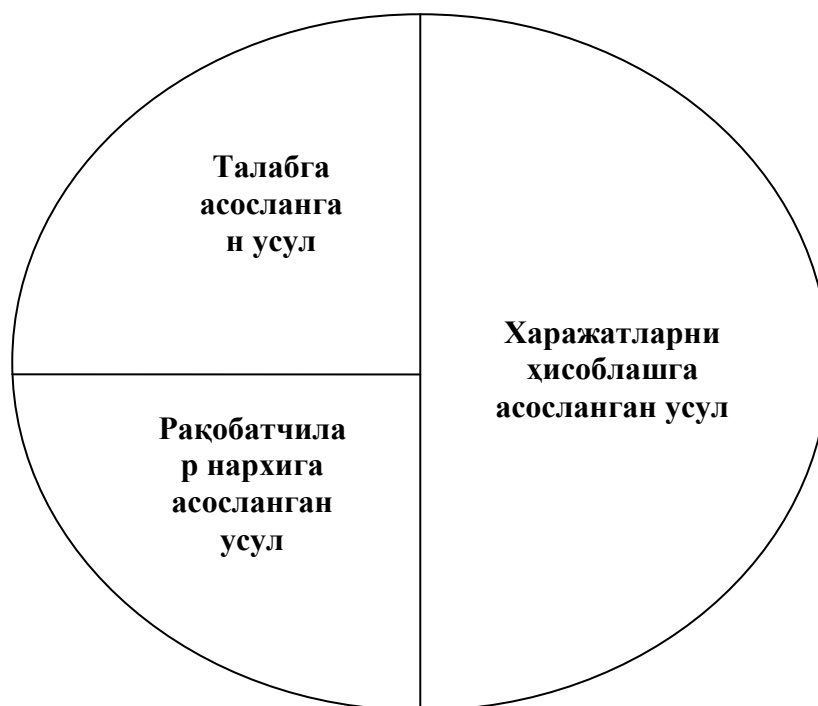 Талабга
асосланга
н усул
Харажатларни
ҳисоблашга
асосланган усул
Рақобатчила
р нархига
асосланган
усул